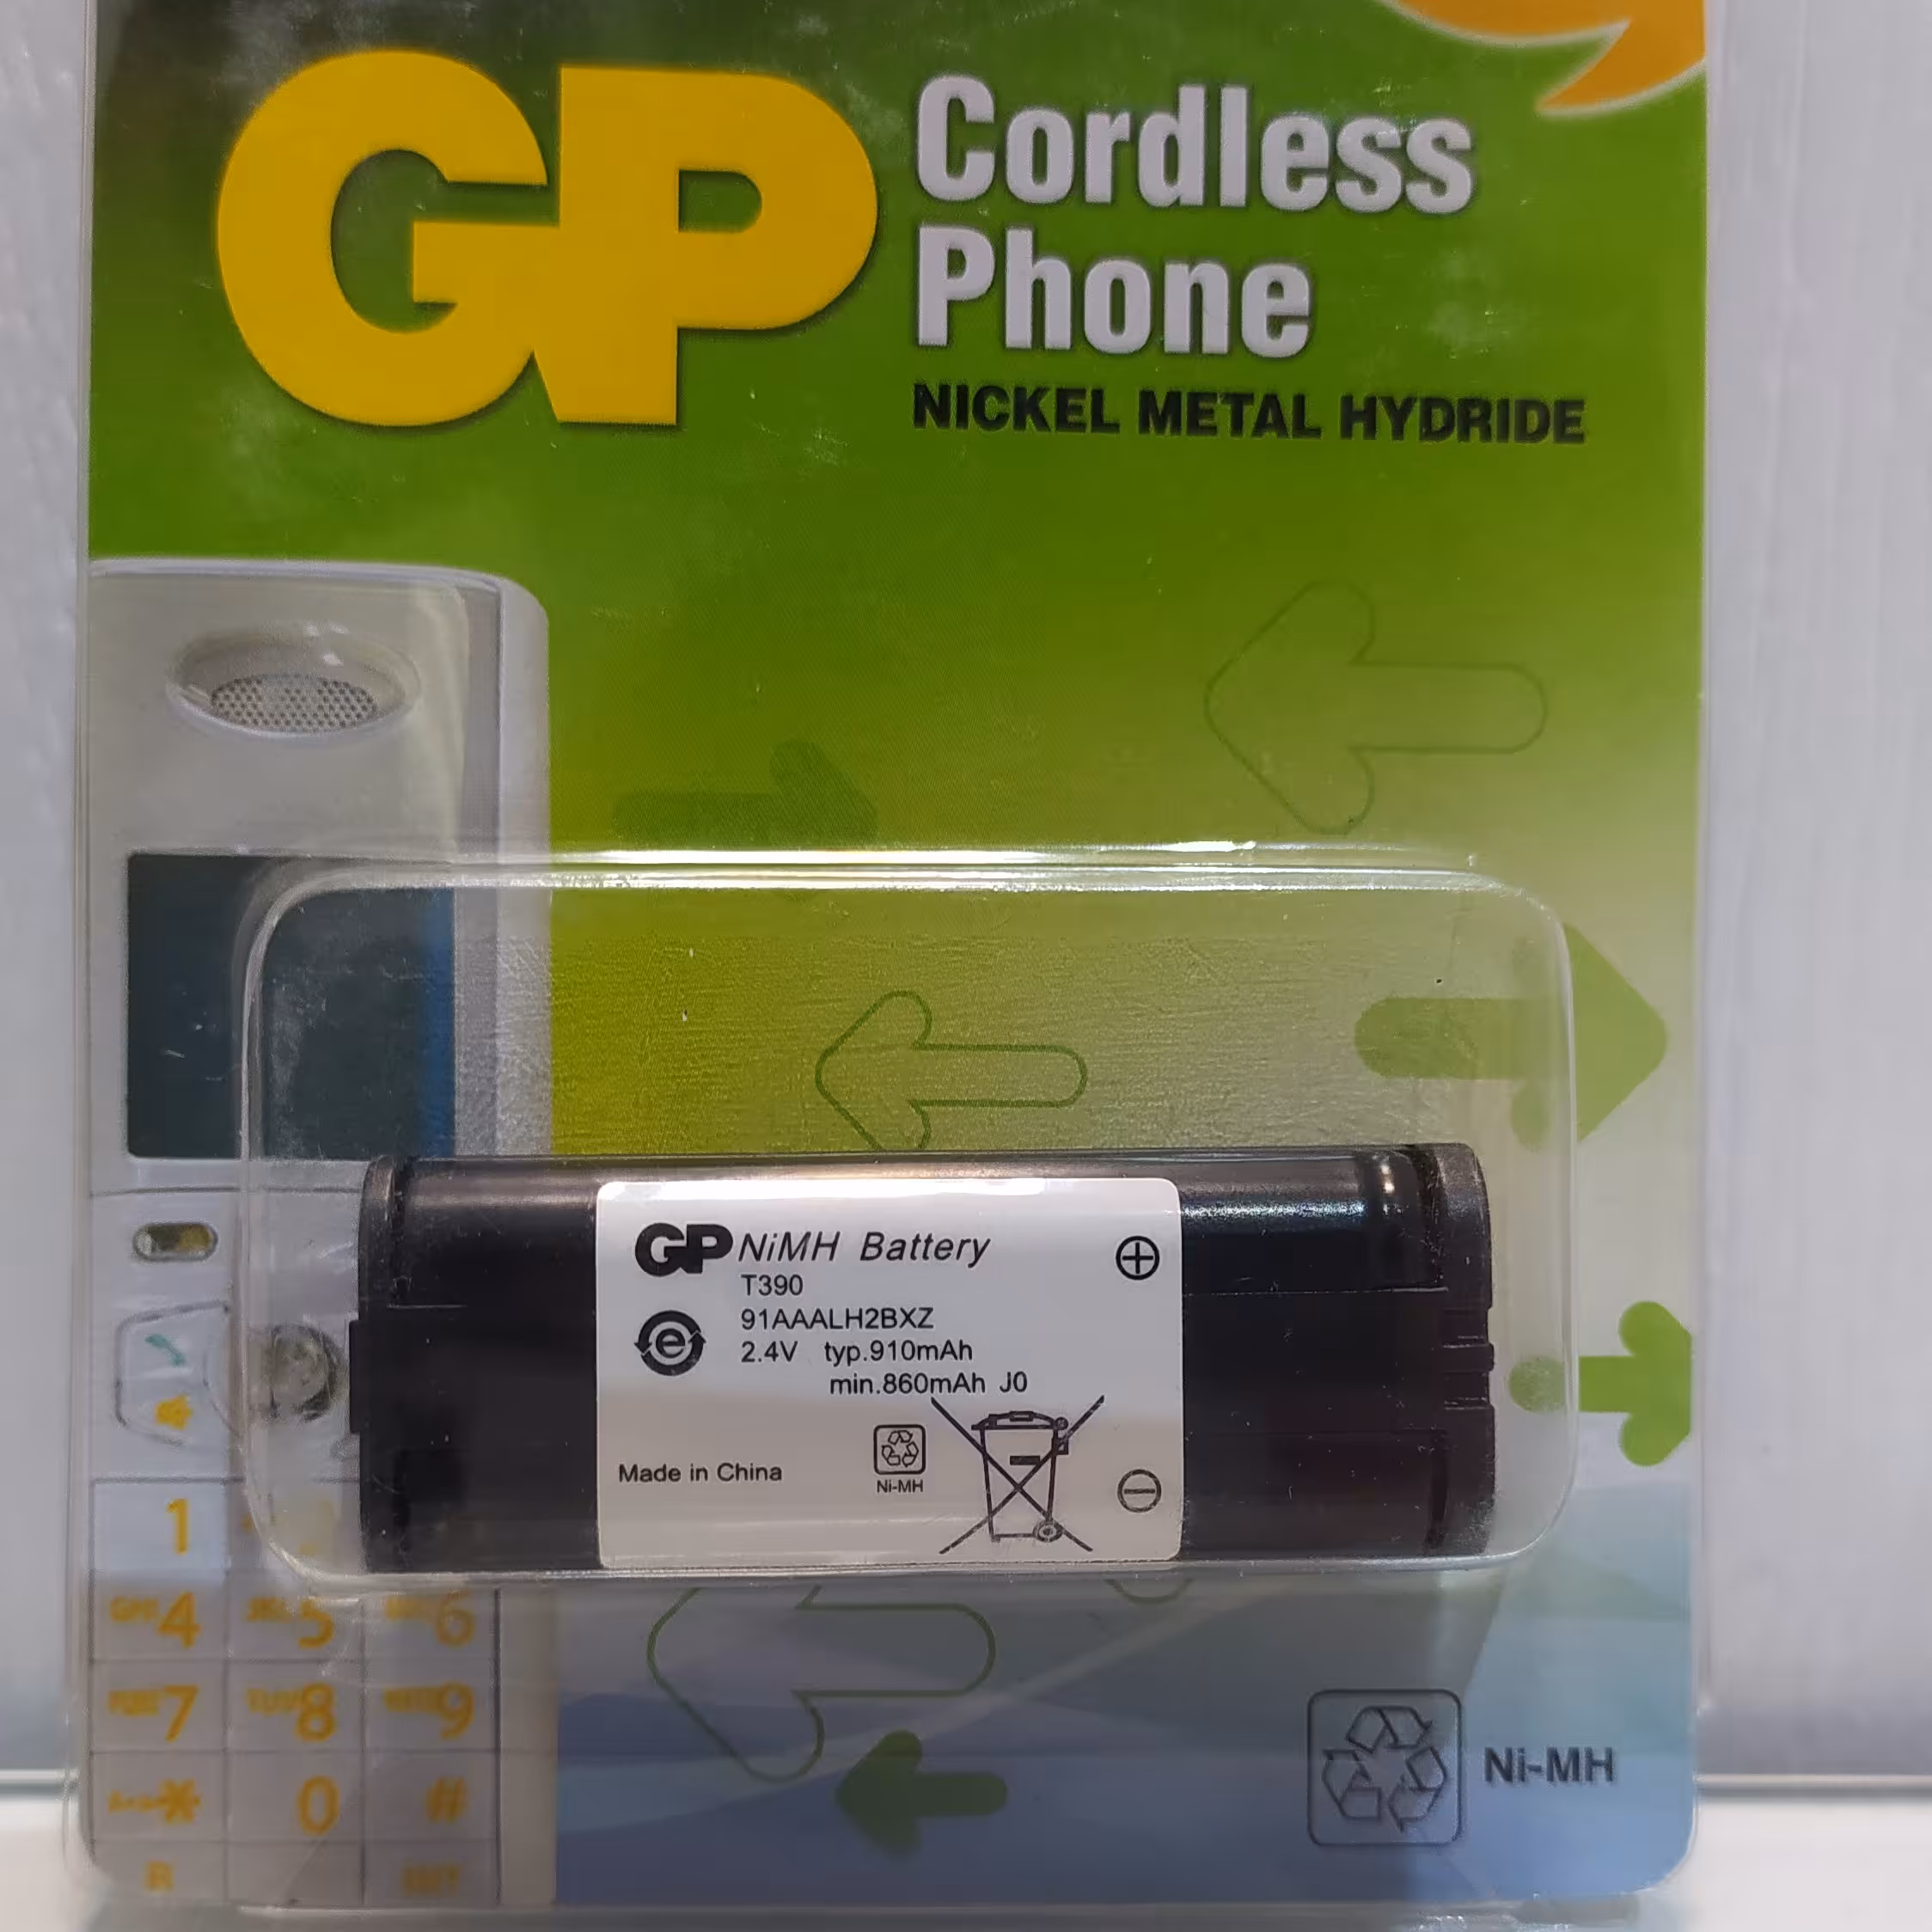 GP Cordless
Phone
NICKEL METAL HYDRIDE
GP NiMH Battery
T390
91AAALH2BXZ
2.4V typ.910mAh
min.860mAh J0
Made in China
Ni-MH
1
4 5 6
7 8 9
* 0 #
R
Ni-MH